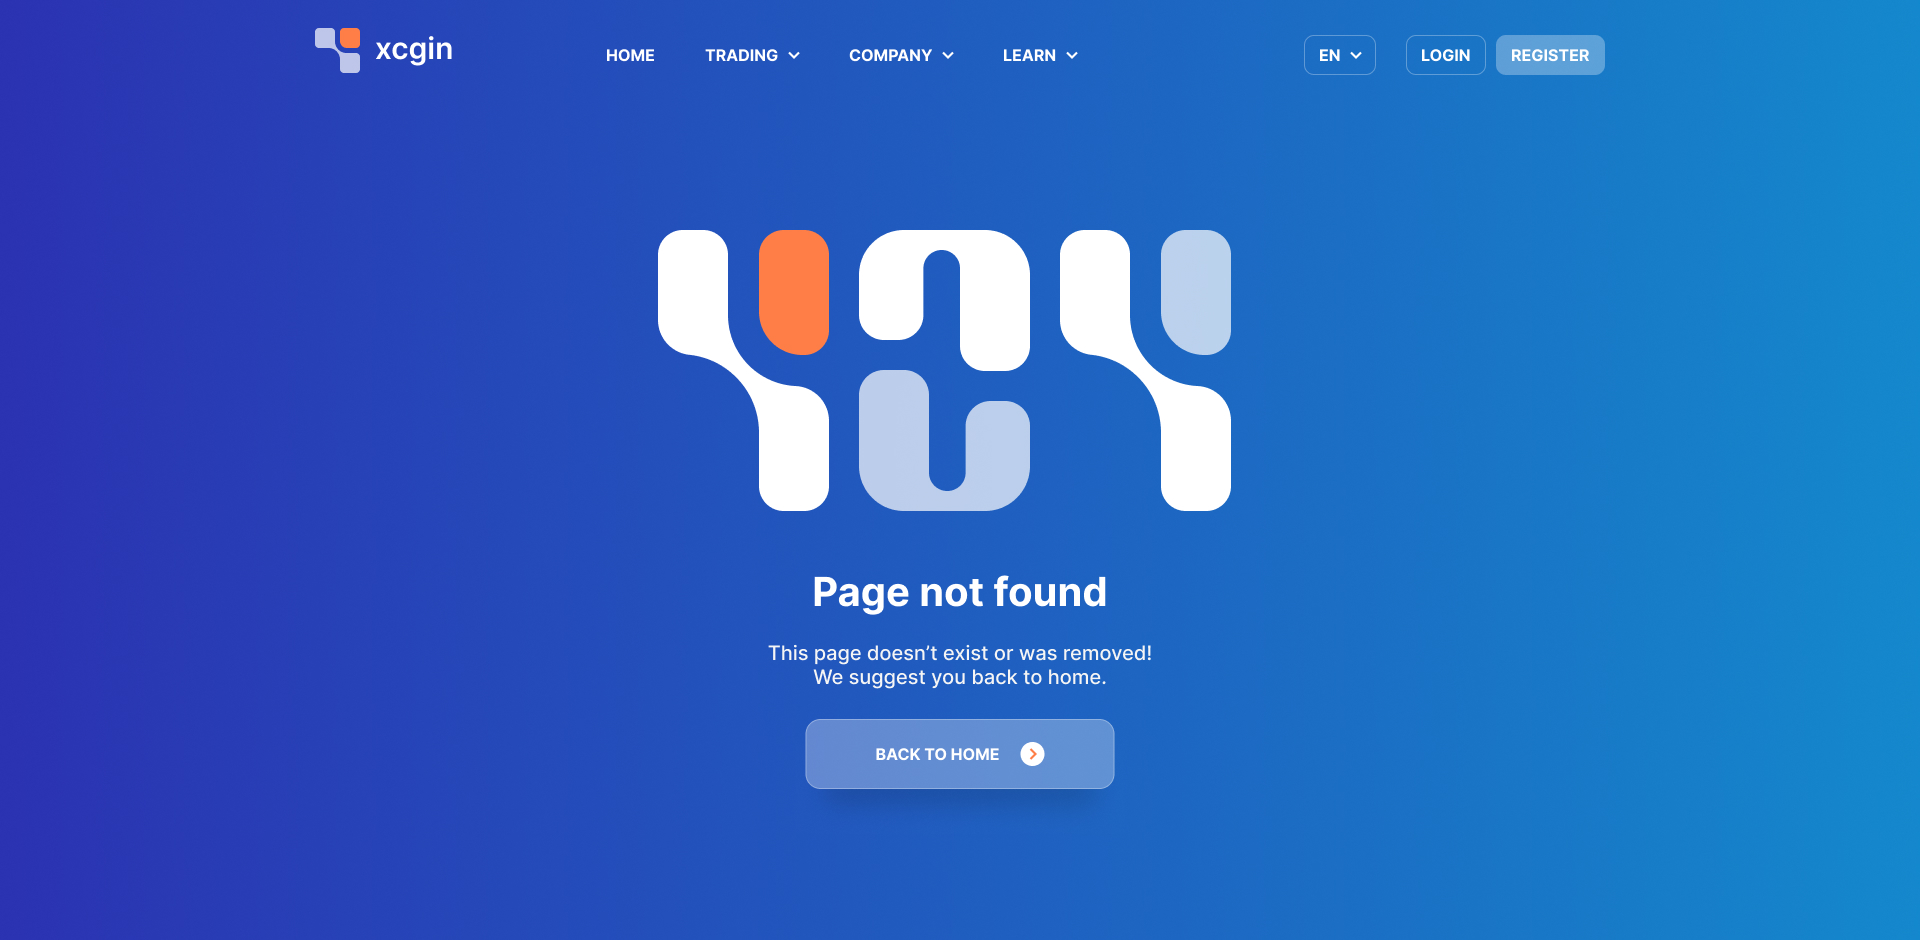 xcgin
HOME
TRADING
COMPANY
LEARN
EN
LOGIN
REGISTER
404
Page not found
This page doesn’t exist or was removed!
We suggest you back to home.
BACK TO HOME